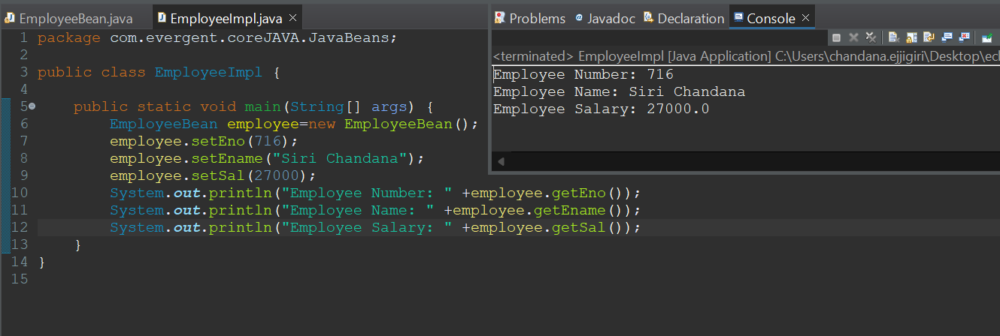 EmployeeBean.java EmployeeImpl.java
1 package com.evergent.coreJAVA.JavaBeans;
2
3 public class EmployeeImpl {
4
5 public static void main(String[] args) {
6 EmployeeBean employee=new EmployeeBean();
7 employee.setEno(716);
8 employee.setEname("Siri Chandana");
9 employee.setSal(27000);
10 System.out.println("Employee Number: " +employee.getEno());
11 System.out.println("Employee Name: " +employee.getEname());
12 System.out.println("Employee Salary: " +employee.getSal());
13 }
14 }
15
Problems Javadoc Declaration Console
<terminated> EmployeeImpl [Java Application] C:\Users\chandana.ejjigiri\Desktop\ecl
Employee Number: 716
Employee Name: Siri Chandana
Employee Salary: 27000.0